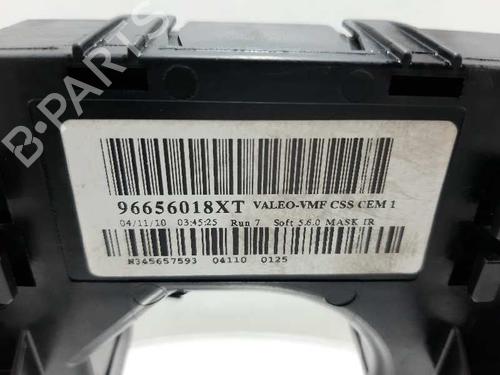 B-PARTS
96656018XT VALEO-VMF CSS CEM 1
04/11/10 03:45:25 Run 7 Soft 5.6.0 MASK IR
N345657593 04110 0125